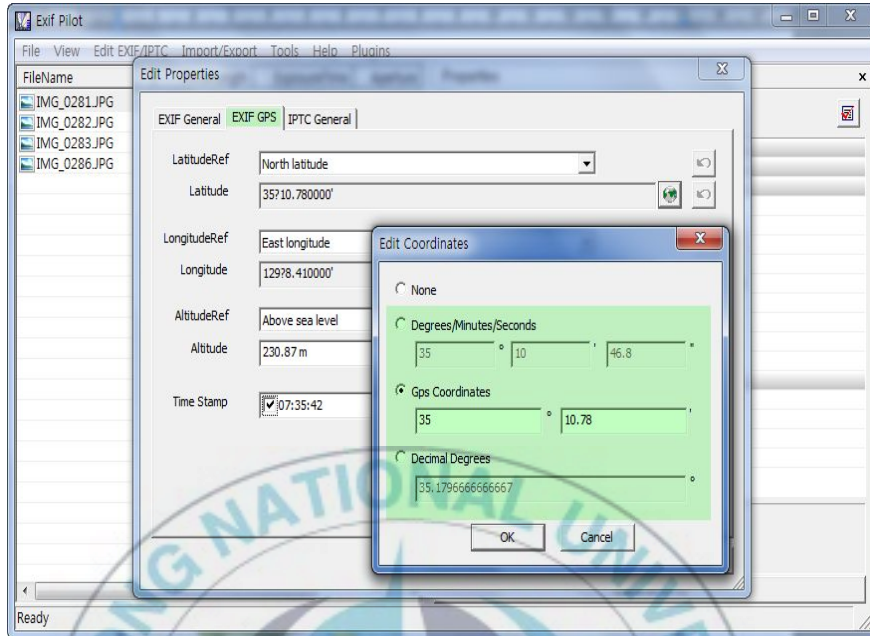 Exif Pilot
File View Edit EXIF/IPTC Import/Export Tools Help Plugins
FileName
IMG_0281.JPG
IMG_0282.JPG
IMG_0283.JPG
IMG_0286.JPG
Edit Properties
EXIF General EXIF GPS IPTC General
LatitudeRef North latitude
Latitude 35?10.780000'
LongitudeRef East longitude
Longitude 129?8.410000'
AltitudeRef Above sea level
Altitude 230.87 m
Time Stamp 07:35:42
Edit Coordinates
None
Degrees/Minutes/Seconds
35 ° 10 ' 46.8 "
Gps Coordinates
35 ° 10.78 '
Decimal Degrees
35.1796666666667 °
OK Cancel
NATIONAL
Ready